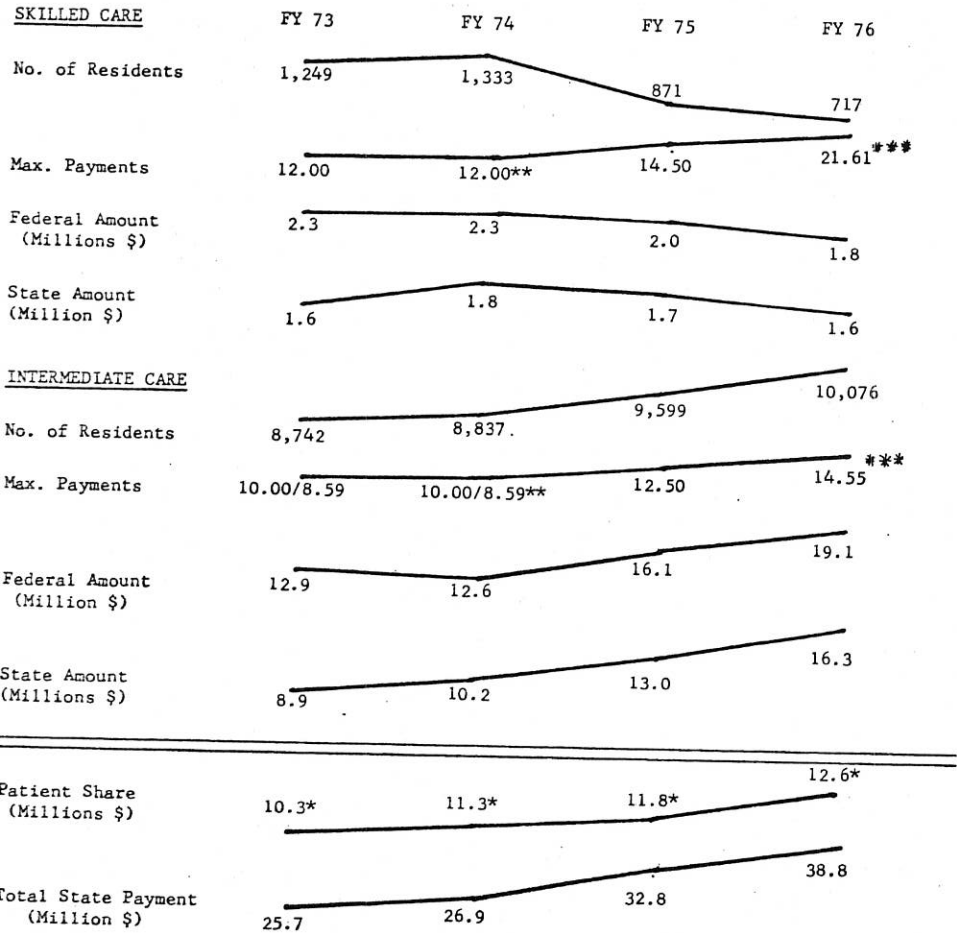 SKILLED CARE FY 73 FY 74 FY 75 FY 76
No. of Residents 1,249 1,333 871 717
Max. Payments 12.00 12.00** 14.50 21.61***
Federal Amount 2.3 2.3 2.0 1.8
(Millions $)
State Amount 1.6 1.8 1.7 1.6
(Million $)
INTERMEDIATE CARE
No. of Residents 8,742 8,837. 9,599 10,076
Max. Payments 10.00/8.59 10.00/8.59** 12.50 14.55***
Federal Amount 12.9 12.6 16.1 19.1
(Million $)
State Amount 8.9 10.2 13.0 16.3
(Millions $)
Patient Share 10.3* 11.3* 11.8* 12.6*
(Millions $)
Total State Payment 25.7 26.9 32.8 38.8
(Million $)